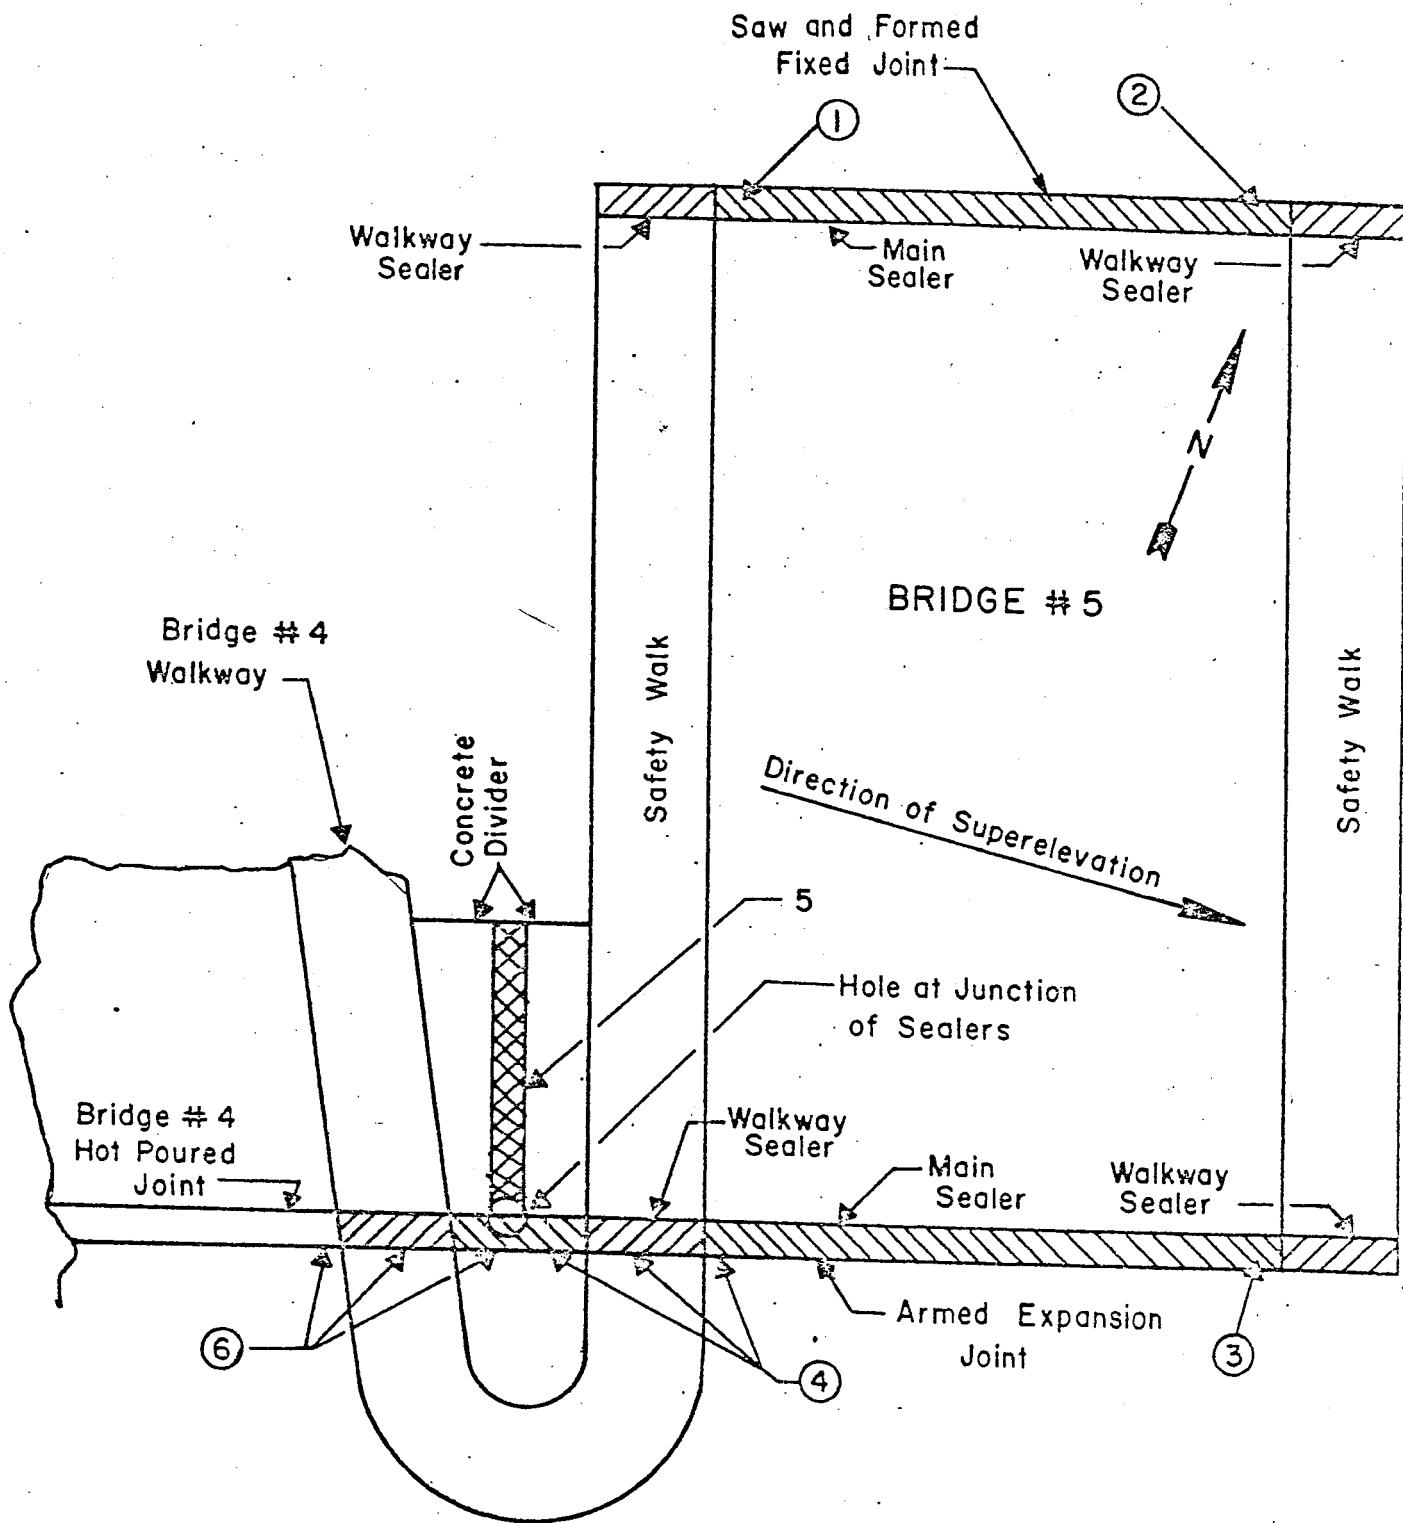 Saw and Formed
Fixed Joint
1
2
Walkway
Sealer
Main
Sealer
Walkway
Sealer
N
BRIDGE # 5
Bridge # 4
Walkway
Safety Walk
Safety Walk
Concrete
Divider
Direction of Superelevation
5
Hole at Junction
of Sealers
Bridge # 4
Hot Poured
Joint
Walkway
Sealer
Main
Sealer
Walkway
Sealer
Armed Expansion
Joint
6
4
3